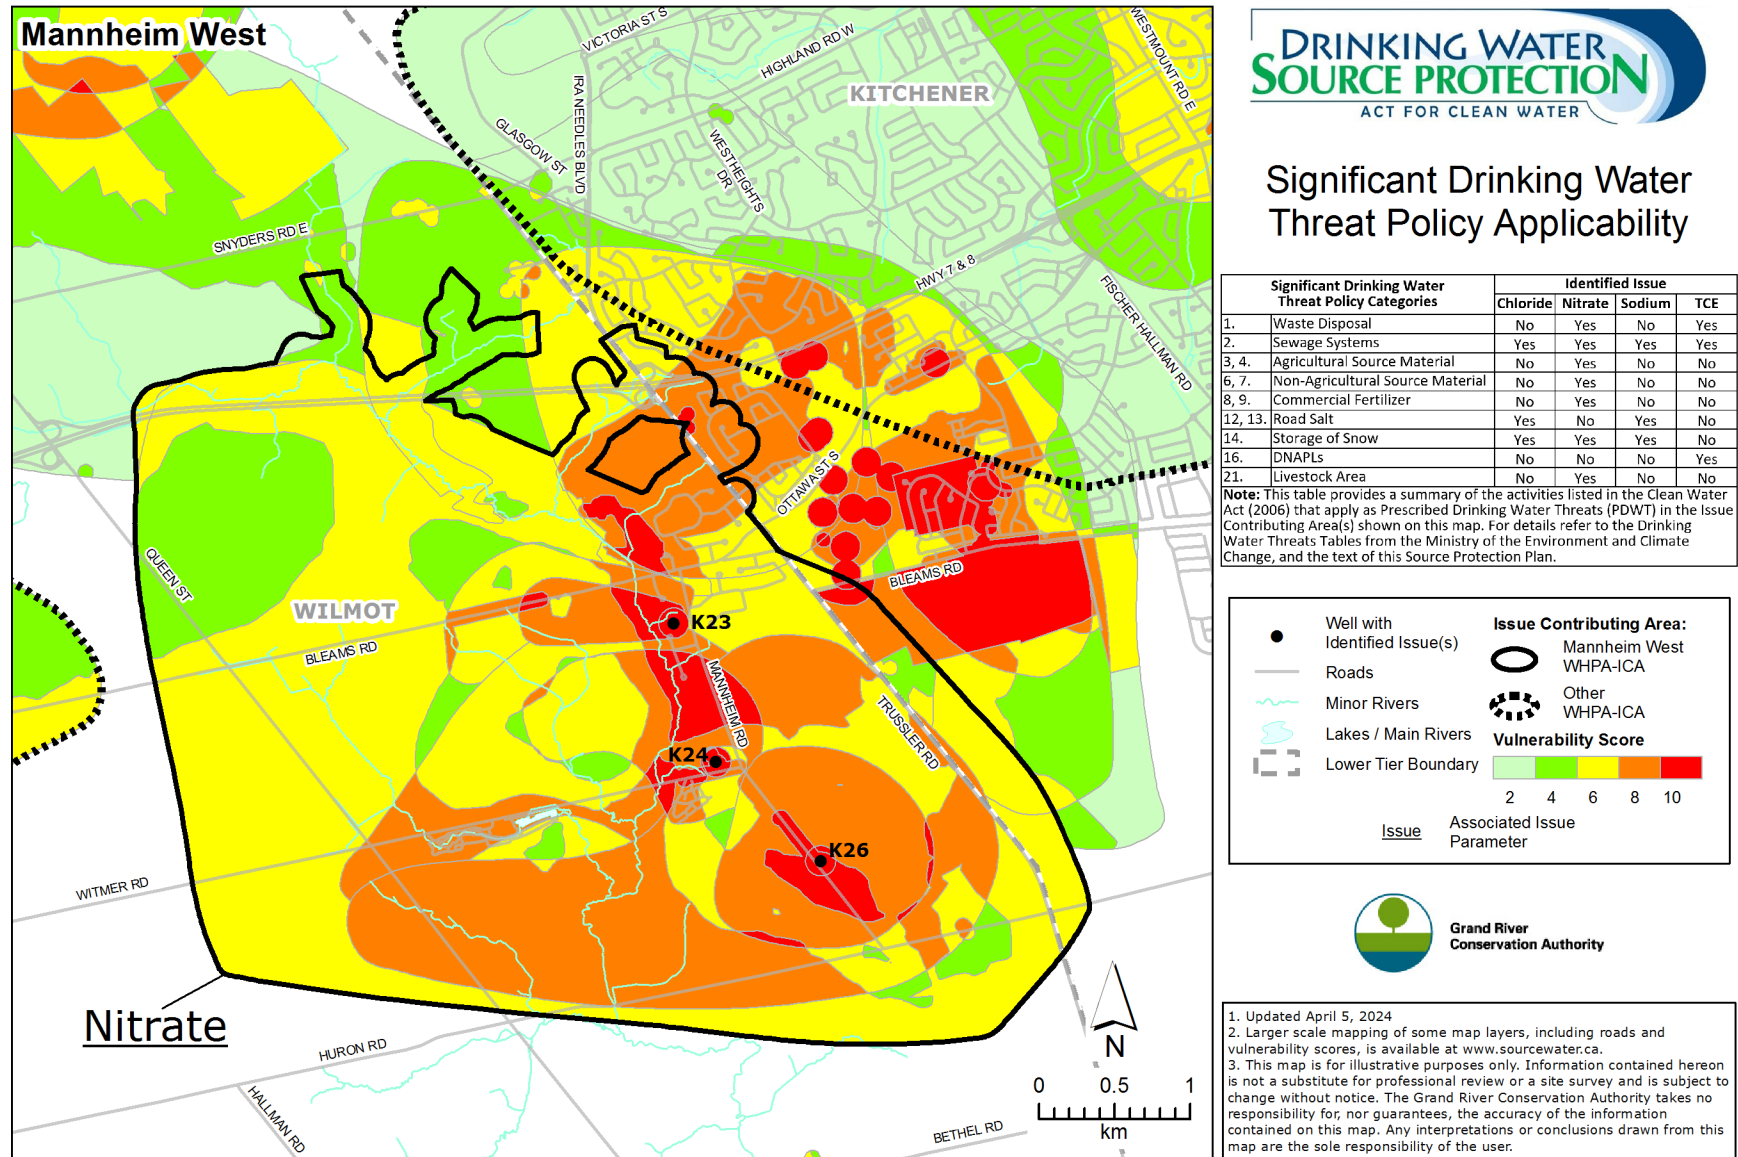 Mannheim West
VICTORIA ST S
HIGHLAND RD W
WESTMOUNT RD E
KITCHENER
IRA NEEDLES BLVD
GLASGOW ST
WESTHEIGHTS
DR
SNYDERS RD E
HWY 7 & 8
FISCHER HALLMAN RD
OTTAWA ST S
QUEEN ST
BLEAMS RD
WILMOT
K23
BLEAMS RD
MANNHEIM RD
TRUSSLER RD
K24
K26
WITMER RD
Nitrate
HURON RD
HALLMAN RD
BETHEL RD
N
0 0.5 1
km
DRINKING WATER
SOURCE PROTECTION
ACT FOR CLEAN WATER
Significant Drinking Water
Threat Policy Applicability
Significant Drinking Water
Threat Policy Categories
Identified Issue
Chloride Nitrate Sodium TCE
1. Waste Disposal No Yes No Yes
2. Sewage Systems Yes Yes Yes Yes
3, 4. Agricultural Source Material No Yes No No
6, 7. Non-Agricultural Source Material No Yes No No
8, 9. Commercial Fertilizer No Yes No No
12, 13. Road Salt Yes No Yes No
14. Storage of Snow Yes Yes Yes No
16. DNAPLs No No No Yes
21. Livestock Area No Yes No No
Note: This table provides a summary of the activities listed in the Clean Water
Act (2006) that apply as Prescribed Drinking Water Threats (PDWT) in the Issue
Contributing Area(s) shown on this map. For details refer to the Drinking
Water Threats Tables from the Ministry of the Environment and Climate
Change, and the text of this Source Protection Plan.
Well with
Identified Issue(s)
Roads
Minor Rivers
Lakes / Main Rivers
Lower Tier Boundary
Issue Contributing Area:
Mannheim West
WHPA-ICA
Other
WHPA-ICA
Vulnerability Score
2 4 6 8 10
Issue Associated Issue
Parameter
Grand River
Conservation Authority
1. Updated April 5, 2024
2. Larger scale mapping of some map layers, including roads and
vulnerability scores, is available at www.sourcewater.ca.
3. This map is for illustrative purposes only. Information contained hereon
is not a substitute for professional review or a site survey and is subject to
change without notice. The Grand River Conservation Authority takes no
responsibility for, nor guarantees, the accuracy of the information
contained on this map. Any interpretations or conclusions drawn from this
map are the sole responsibility of the user.